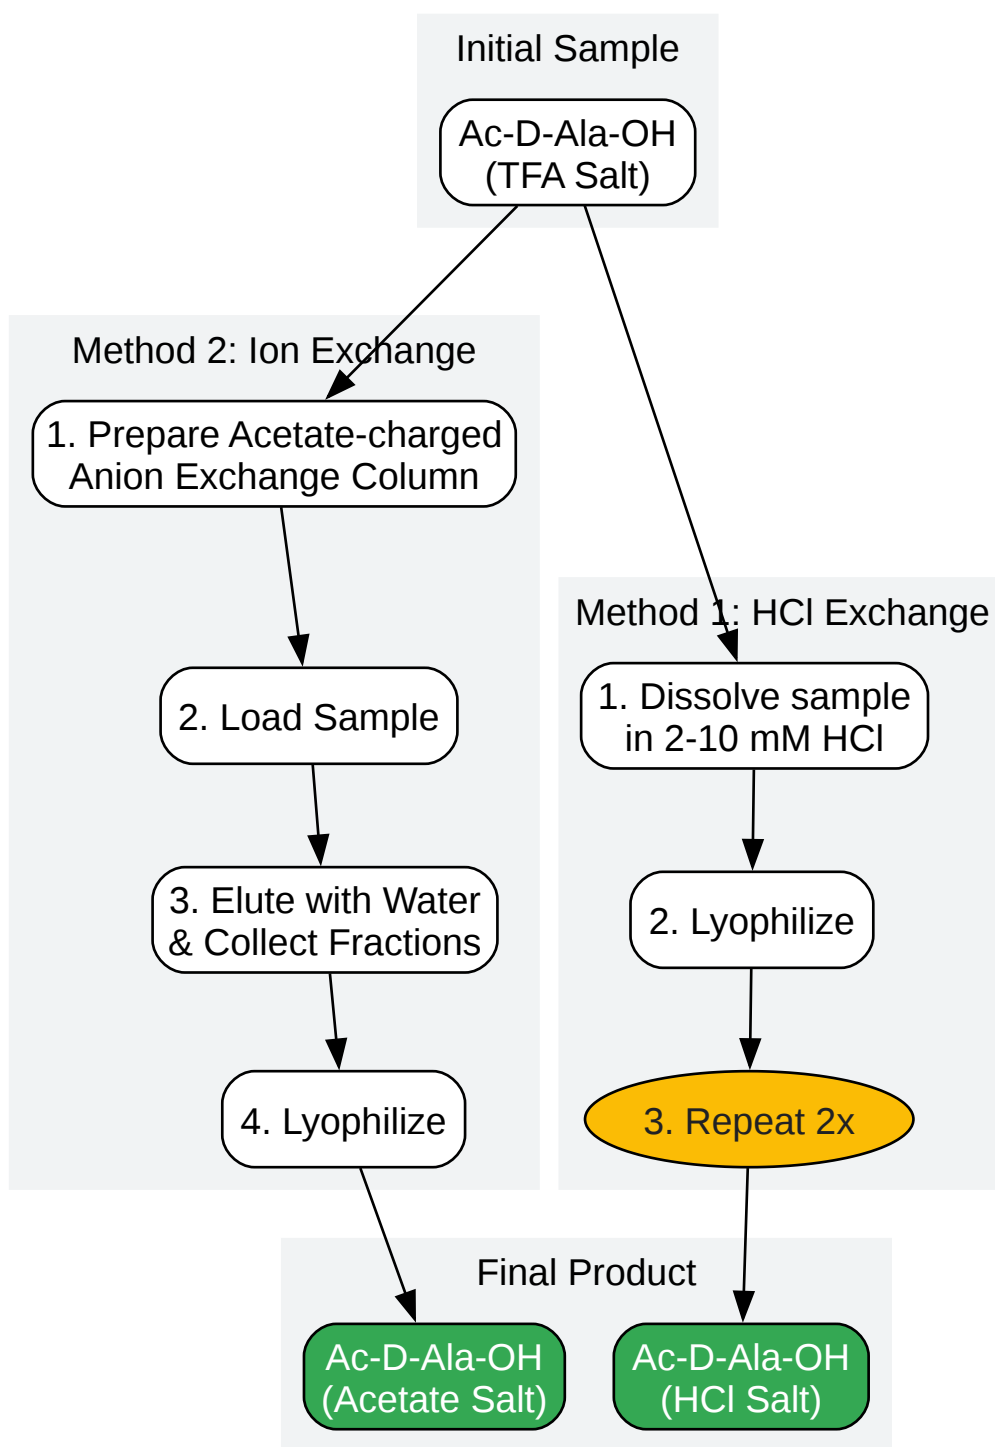 Initial Sample
Ac-D-Ala-OH
(TFA Salt)
Method 2: Ion Exchange
1. Prepare Acetate-charged
Anion Exchange Column
2. Load Sample
3. Elute with Water
& Collect Fractions
4. Lyophilize
Method 1: HCl Exchange
1. Dissolve sample
in 2-10 mM HCl
2. Lyophilize
3. Repeat 2x
Final Product
Ac-D-Ala-OH
(Acetate Salt)
Ac-D-Ala-OH
(HCl Salt)